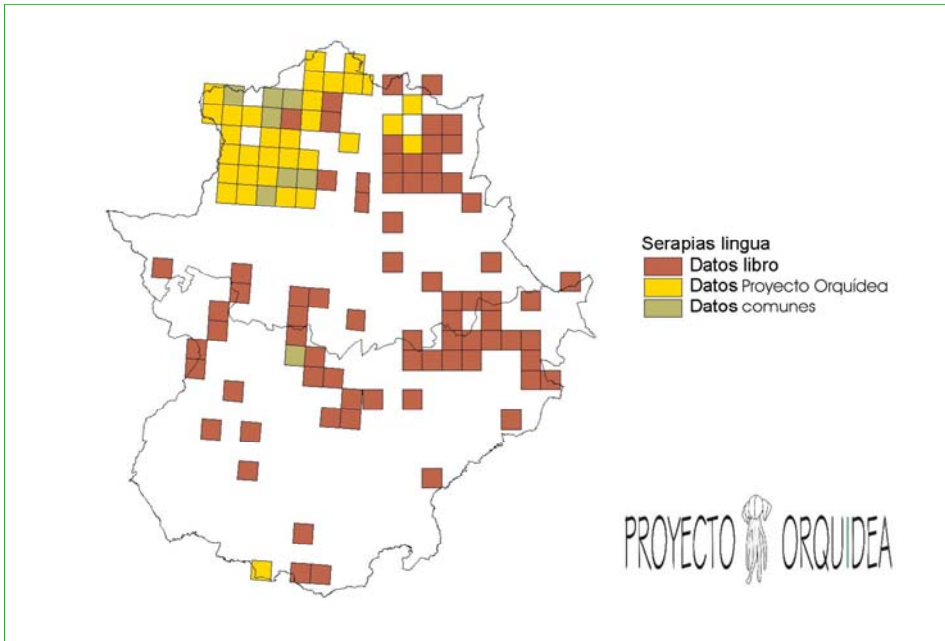 Serapias lingua
Datos libro
Datos Proyecto Orquídea
Datos comunes
PROYECTO ORQUIDEA